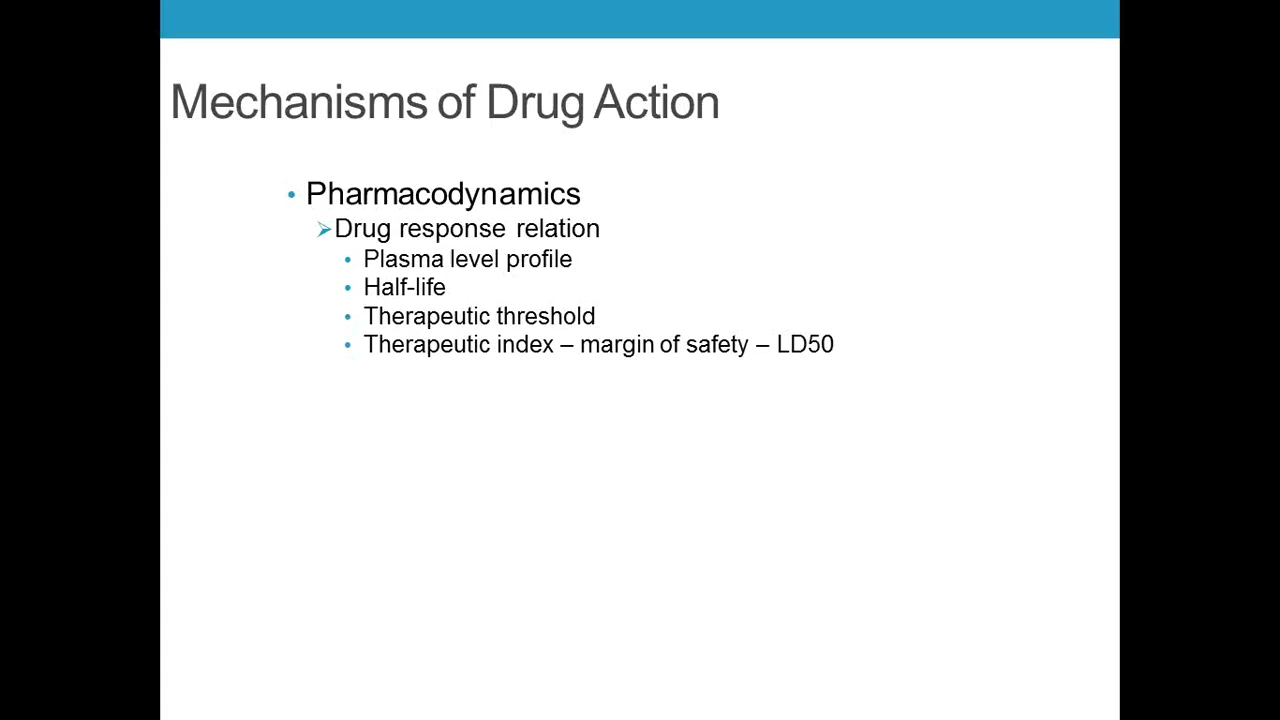 Mechanisms of Drug Action
• Pharmacodynamics
➢Drug response relation
• Plasma level profile
• Half-life
• Therapeutic threshold
• Therapeutic index – margin of safety – LD50